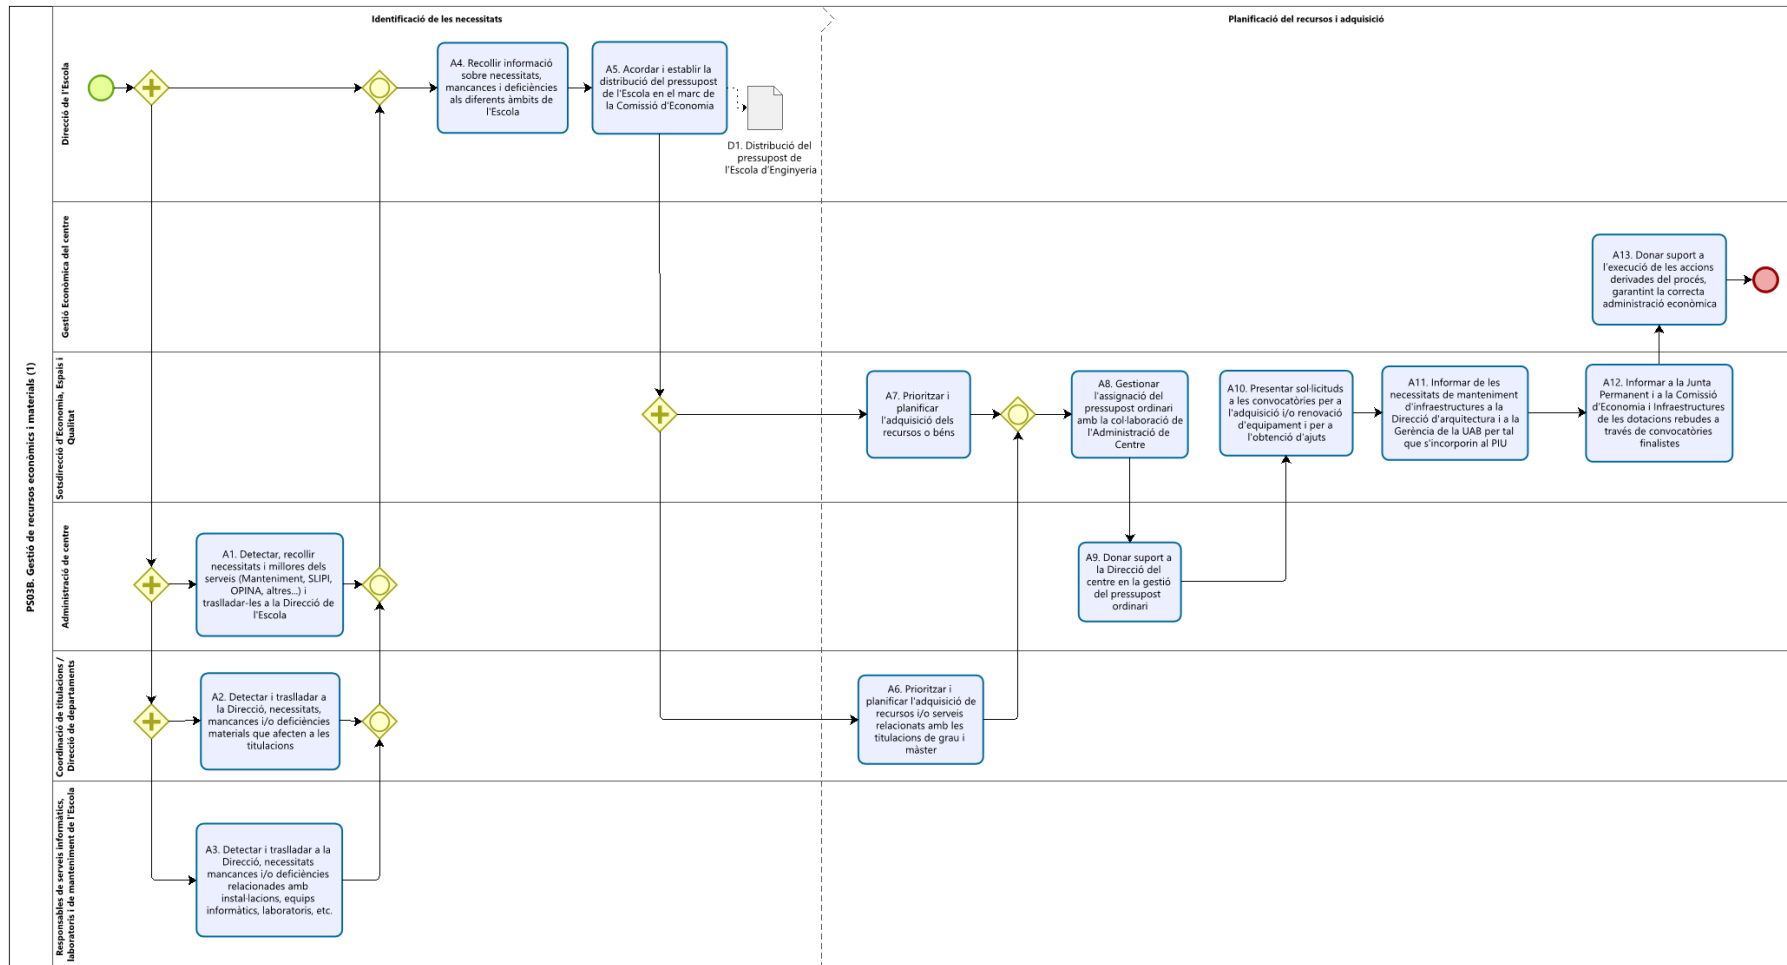 Identificació de les necessitats
Planificació del recursos i adquisició
PS03B. Gestió de recursos econòmics i materials (1)
Direcció de l'Escola
A4. Recollir informació
sobre necessitats,
mancances i deficiències
als diferents àmbits de
l'Escola
A5. Acordar i establir la
distribució del pressupost
de l'Escola en el marc de
la Comissió d'Economia
D1. Distribució del
pressupost de
l'Escola d'Enginyeria
Gestió Econòmica del centre
A13. Donar suport a
l'execució de les accions
derivades del procés,
garantint la correcta
administració econòmica
Sotsdirecció d'Economia, Espais i
Qualitat
A7. Prioritzar i
planificar
l'adquisició dels
recursos o béns
A8. Gestionar
l'assignació del
pressupost ordinari
amb la col·laboració de
l'Administració de
Centre
A10. Presentar sol·licituds
a les convocatòries per a
l'adquisició i/o renovació
d'equipament i per a
l'obtenció d'ajuts
A11. Informar de les
necessitats de manteniment
d'infraestructures a la
Direcció d'arquitectura i a la
Gerència de la UAB per tal
que s'incorporin al PIU
A12. Informar a la Junta
Permanent i a la Comissió
d'Economia i Infraestructures
de les dotacions rebudes a
través de convocatòries
finalistes
Administració de centre
A1. Detectar, recollir
necessitats i millores dels
serveis (Manteniment, SLIPI,
OPINA, altres...) i
traslladar-les a la Direcció de
l'Escola
A9. Donar suport a
la Direcció del
centre en la gestió
del pressupost
ordinari
Coordinació de titulacions /
Direcció de departaments
A2. Detectar i traslladar a
la Direcció, necessitats,
mancances i/o deficiències
materials que afecten a les
titulacions
A6. Prioritzar i
planificar l'adquisició de
recursos i/o serveis
relacionats amb les
titulacions de grau i
màster
Responsables de serveis informàtics,
laboratoris i de manteniment de l'Escola
A3. Detectar i traslladar a la
Direcció, necessitats
mancances i/o deficiències
relacionades amb
instal·lacions, equips
informàtics, laboratoris, etc.